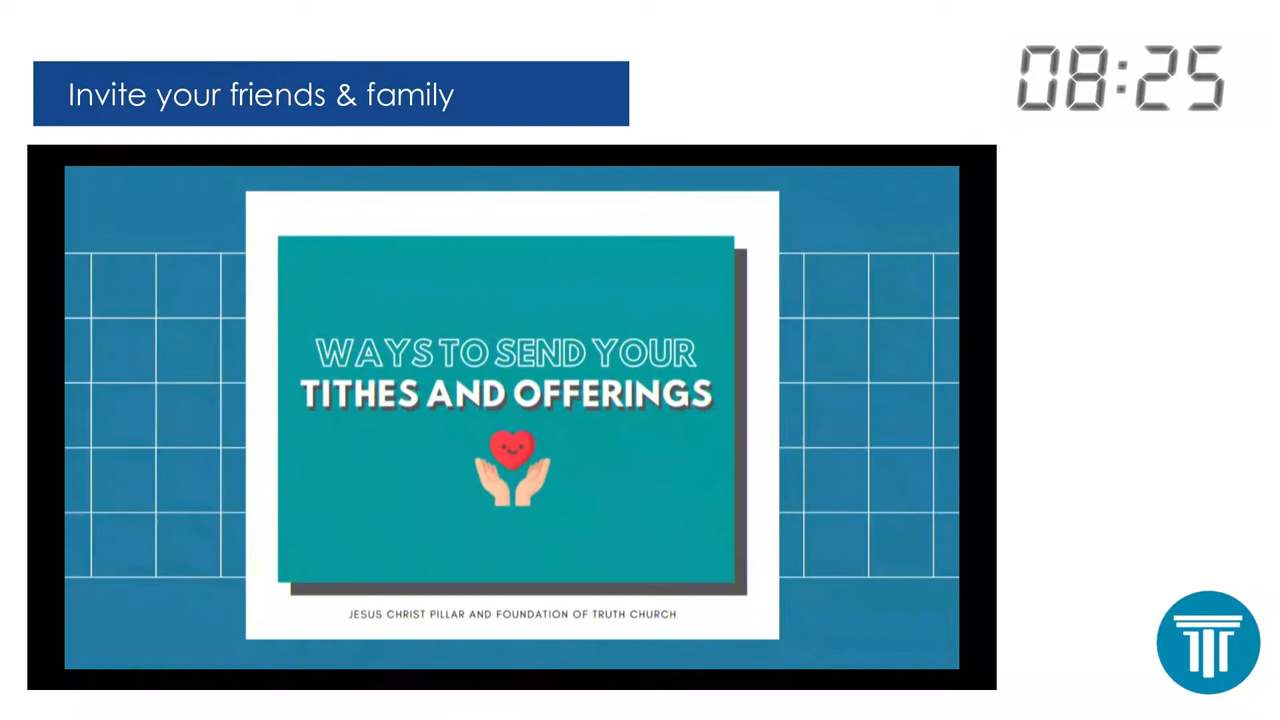 Invite your friends & family
08:25
WAYS TO SEND YOUR
TITHES AND OFFERINGS
JESUS CHRIST PILLAR AND FOUNDATION OF TRUTH CHURCH